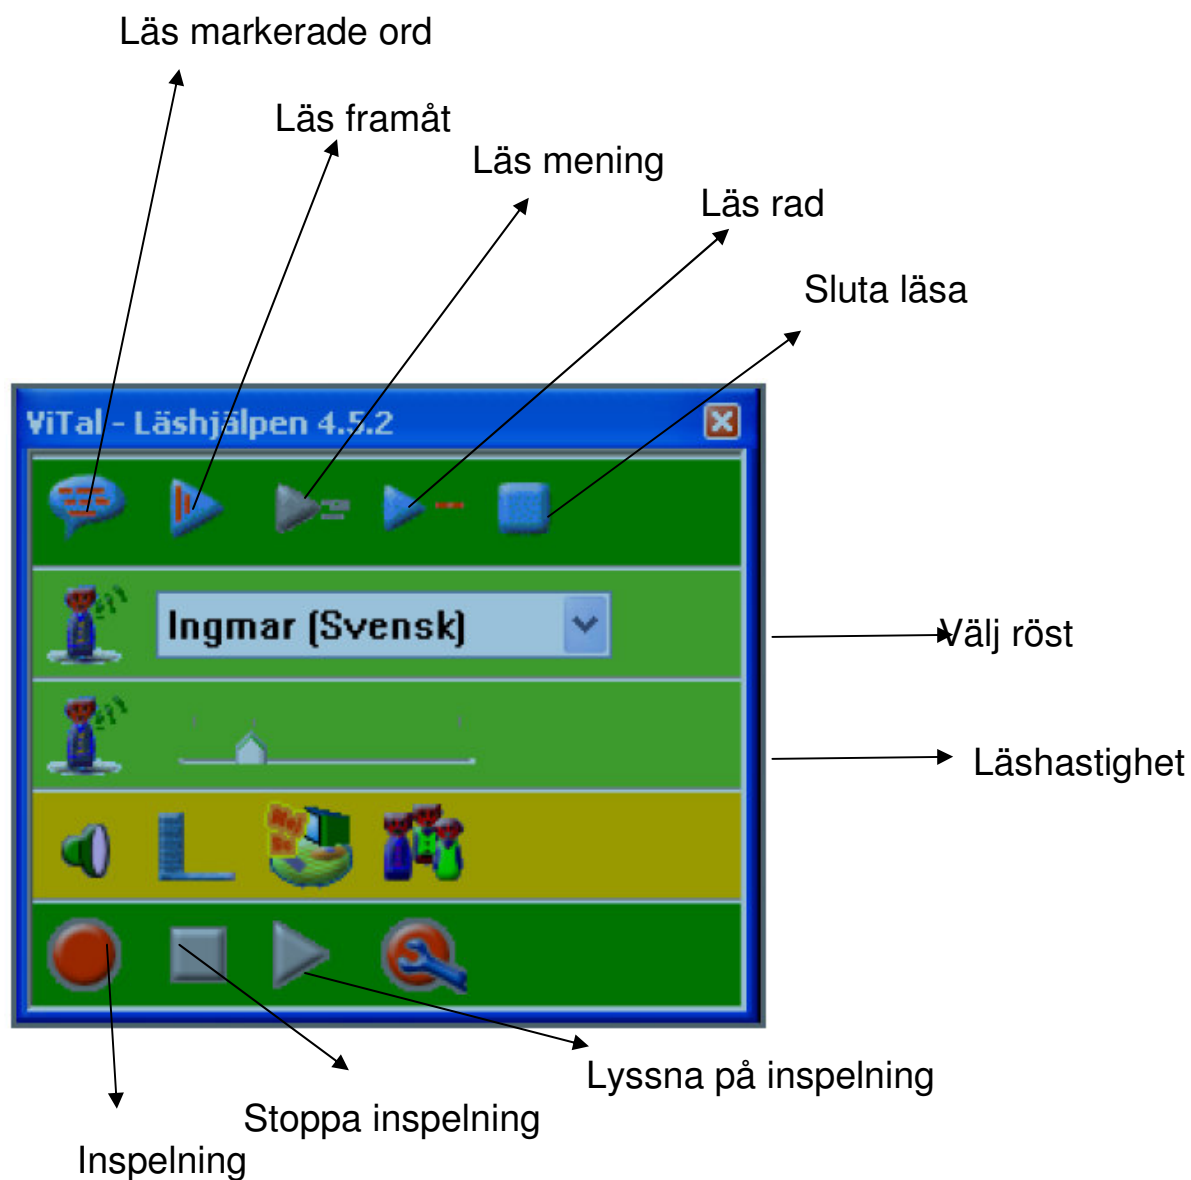 Läs markerade ord
Läs framåt
Läs mening
Läs rad
Sluta läsa
ViTal - Läshjälpen 4.5.2
Ingmar (Svensk)
Välj röst
Läshastighet
Lyssna på inspelning
Stoppa inspelning
Inspelning